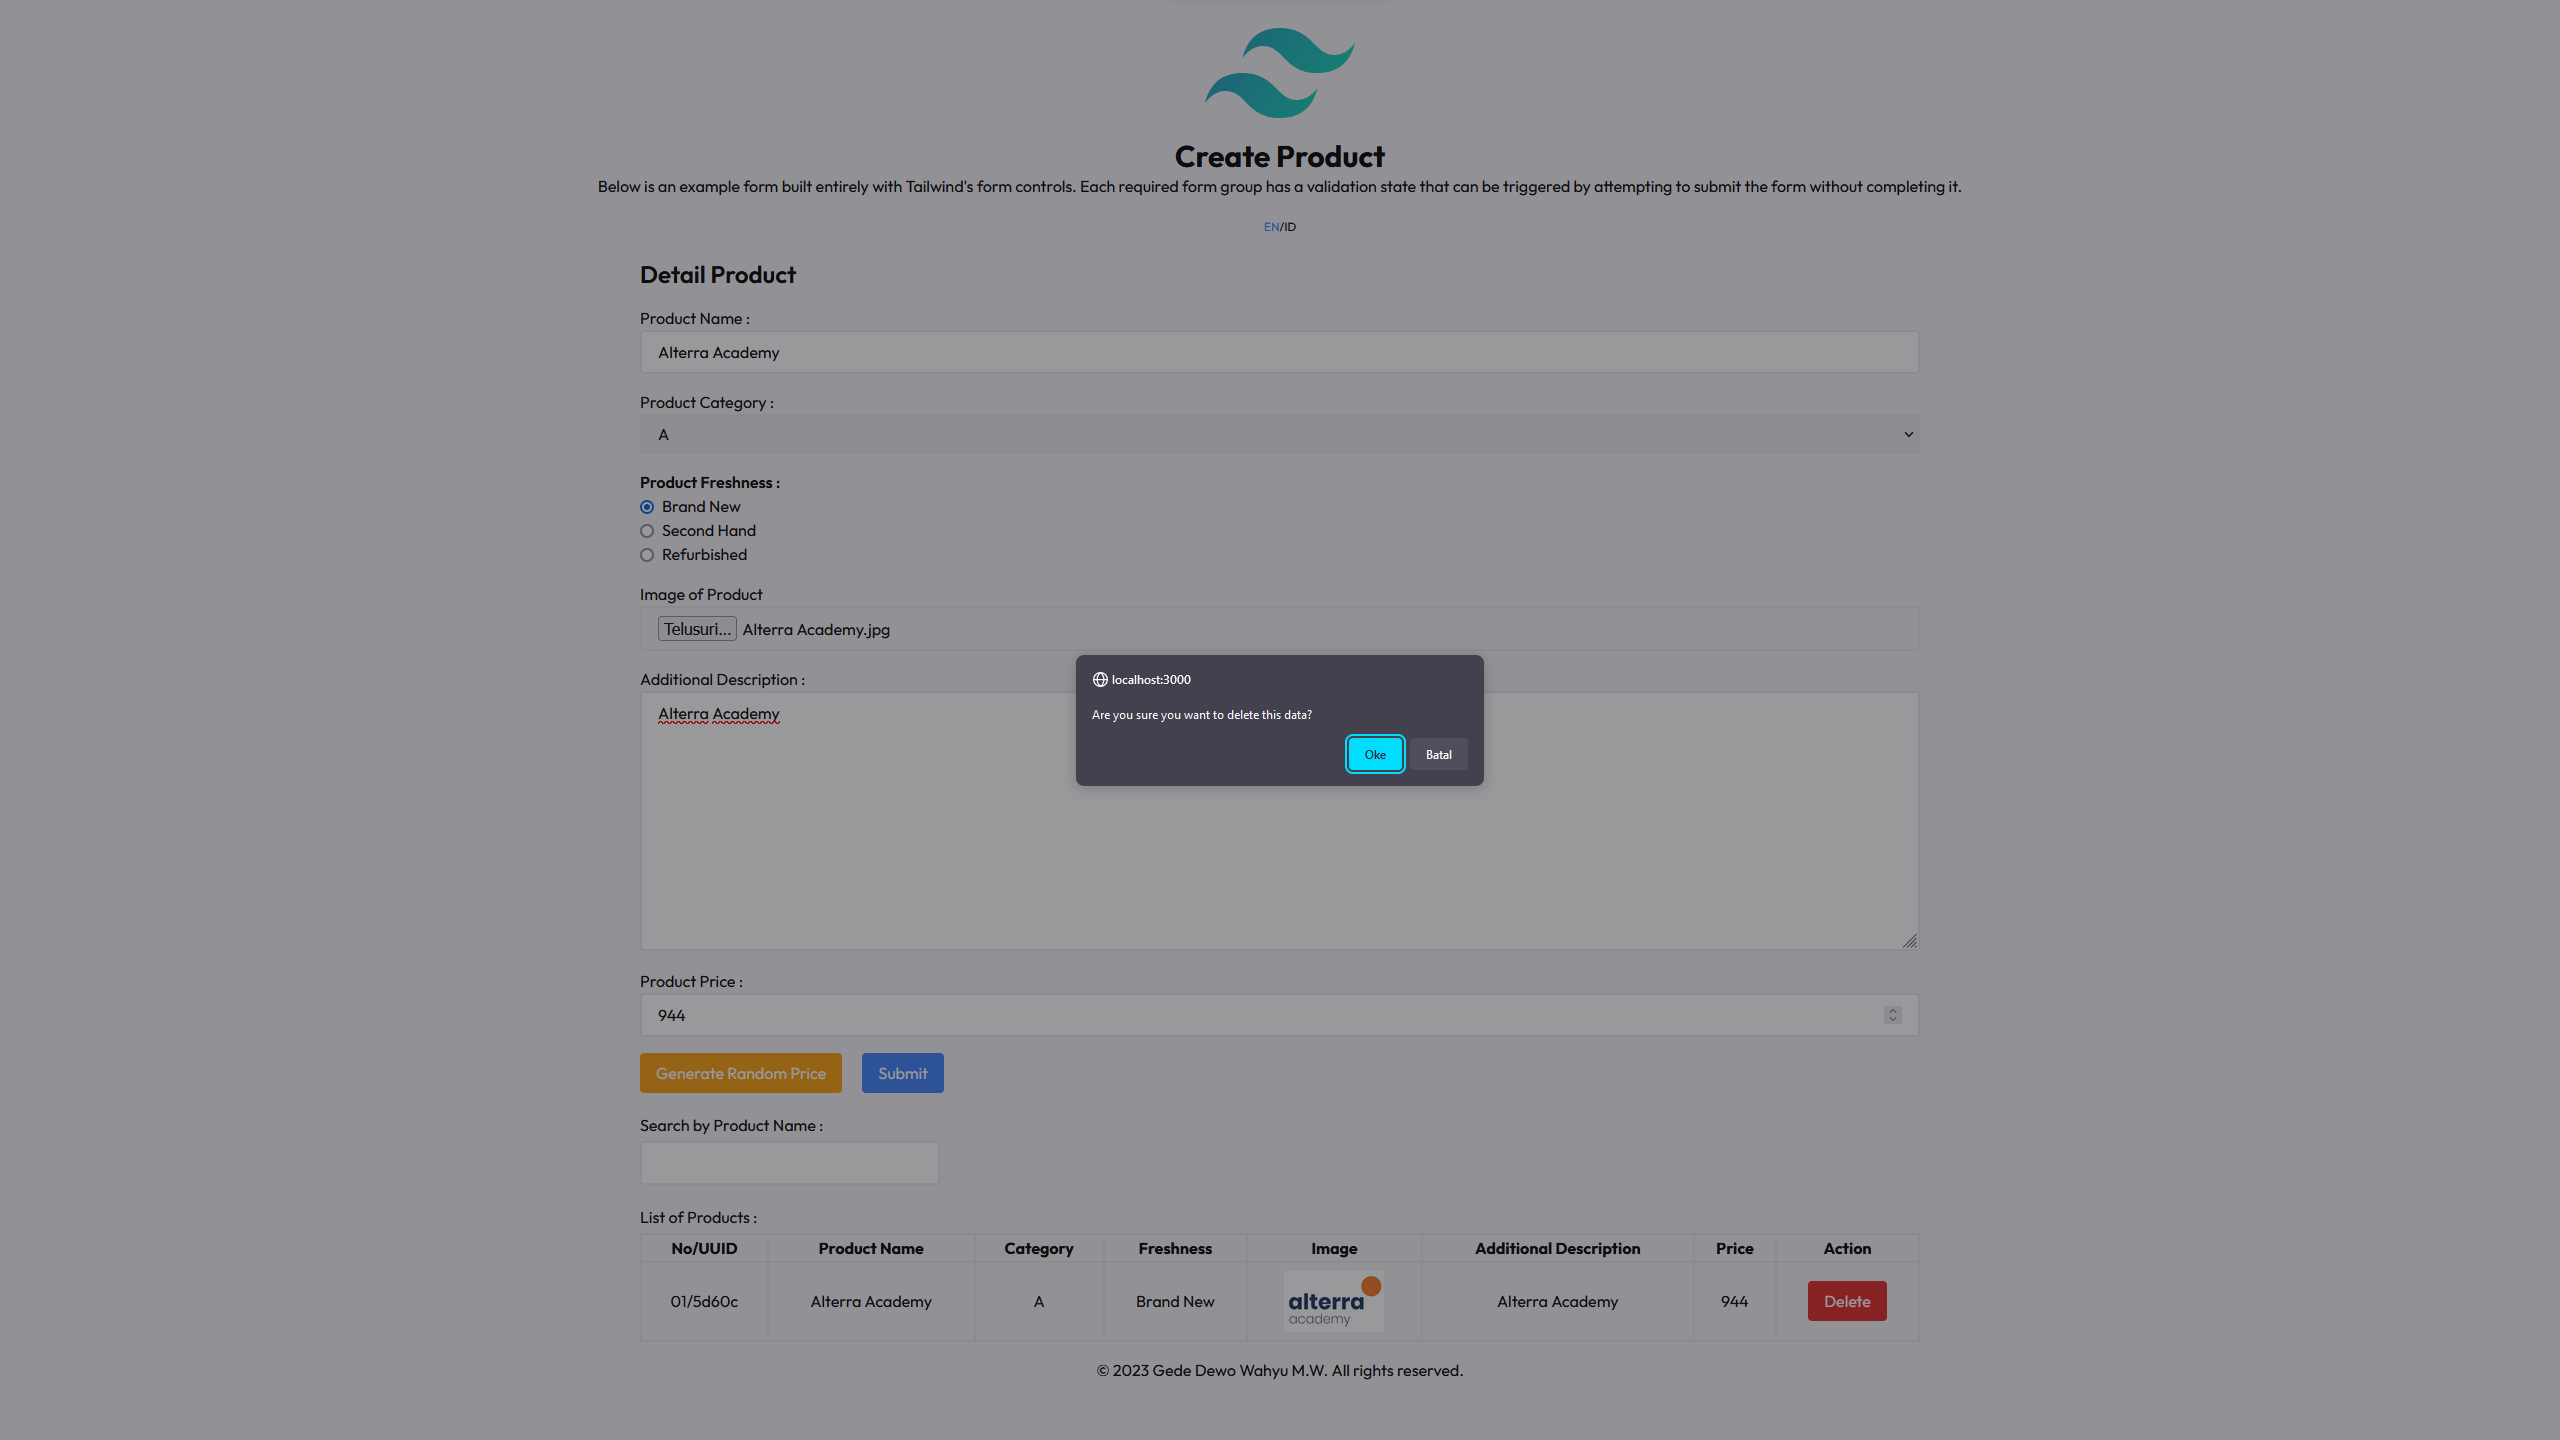 Create Product
Below is an example form built entirely with Tailwind's form controls. Each required form group has a validation state that can be triggered by attempting to submit the form without completing it.
EN/ID
Detail Product
Product Name :
Alterra Academy
Product Category :
A
Product Freshness :
Brand New
Second Hand
Refurbished
Image of Product
Telusuri... Alterra Academy.jpg
Additional Description :
Alterra Academy
localhost:3000
Are you sure you want to delete this data?
Oke Batal
Product Price :
944
Generate Random Price Submit
Search by Product Name :
List of Products :
No/UUID Product Name Category Freshness Image Additional Description Price Action
01/5d60c Alterra Academy A Brand New alterra academy Alterra Academy 944 Delete
© 2023 Gede Dewo Wahyu M.W. All rights reserved.